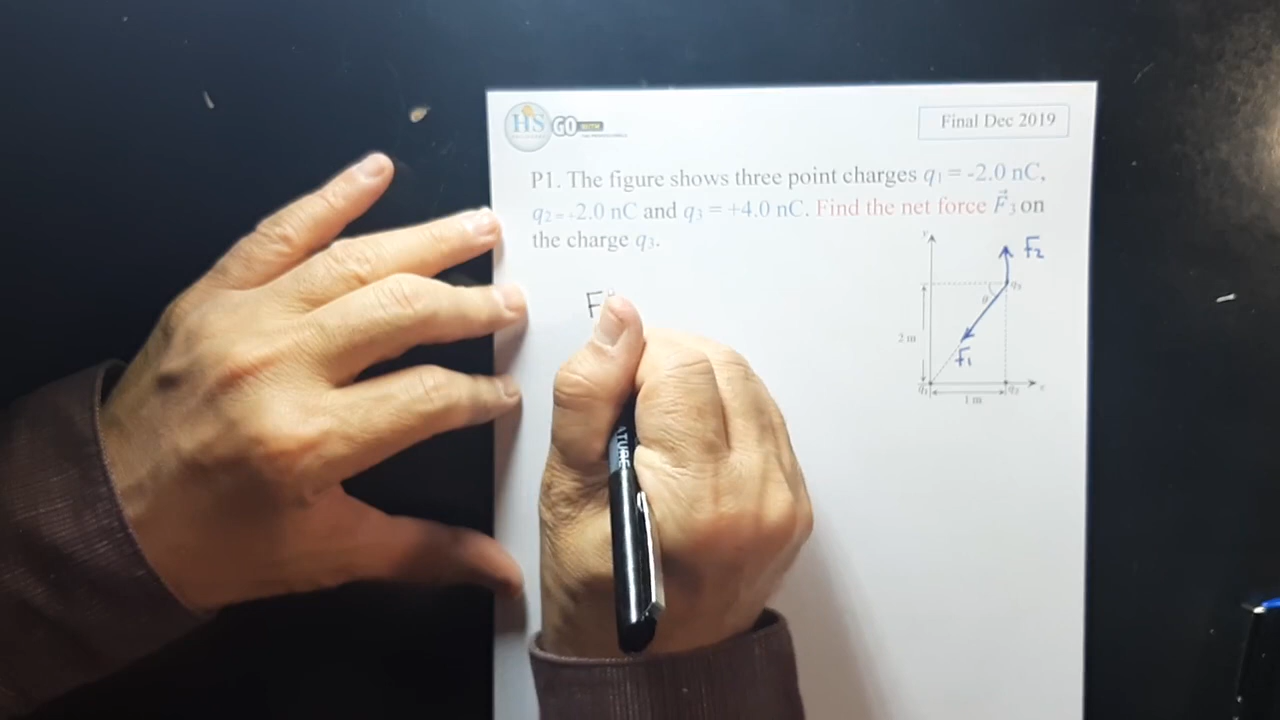 HS GO
Final Dec 2019
P1. The figure shows three point charges q1 = -2.0 nC,
q2 = +2.0 nC and q3 = +4.0 nC. Find the net force F⃗3 on
the charge q3.
F
y
F2
q3
θ
2 m
F1
q1
q2
x
1 m
ATURE